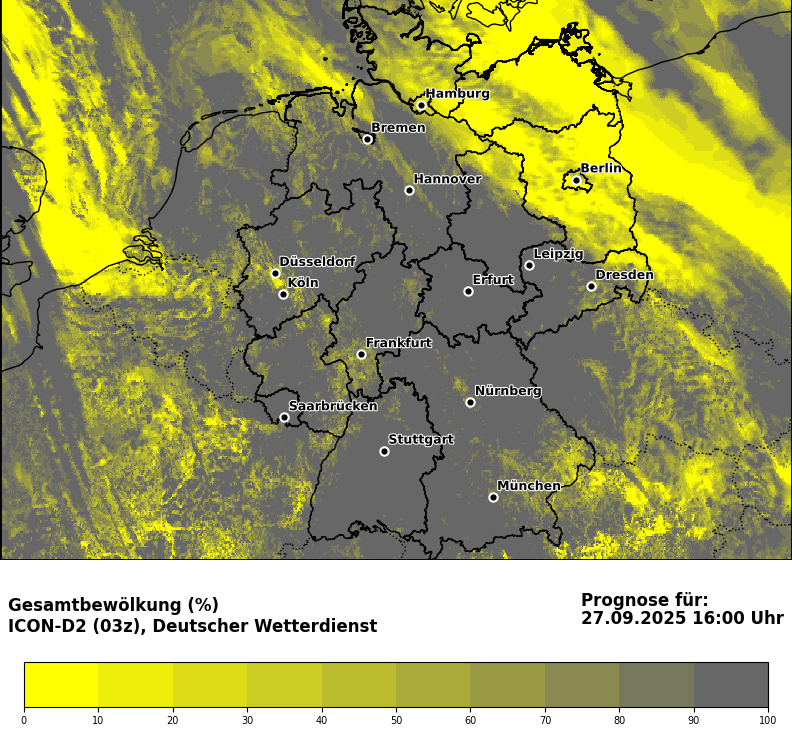 Hamburg
Bremen
Berlin
Hannover
Leipzig
Düsseldorf
Dresden
Erfurt
Köln
Frankfurt
Nürnberg
Saarbrücken
Stuttgart
München
Gesamtbewölkung (%)
ICON-D2 (03z), Deutscher Wetterdienst
Prognose für:
27.09.2025 16:00 Uhr
0 10 20 30 40 50 60 70 80 90 100